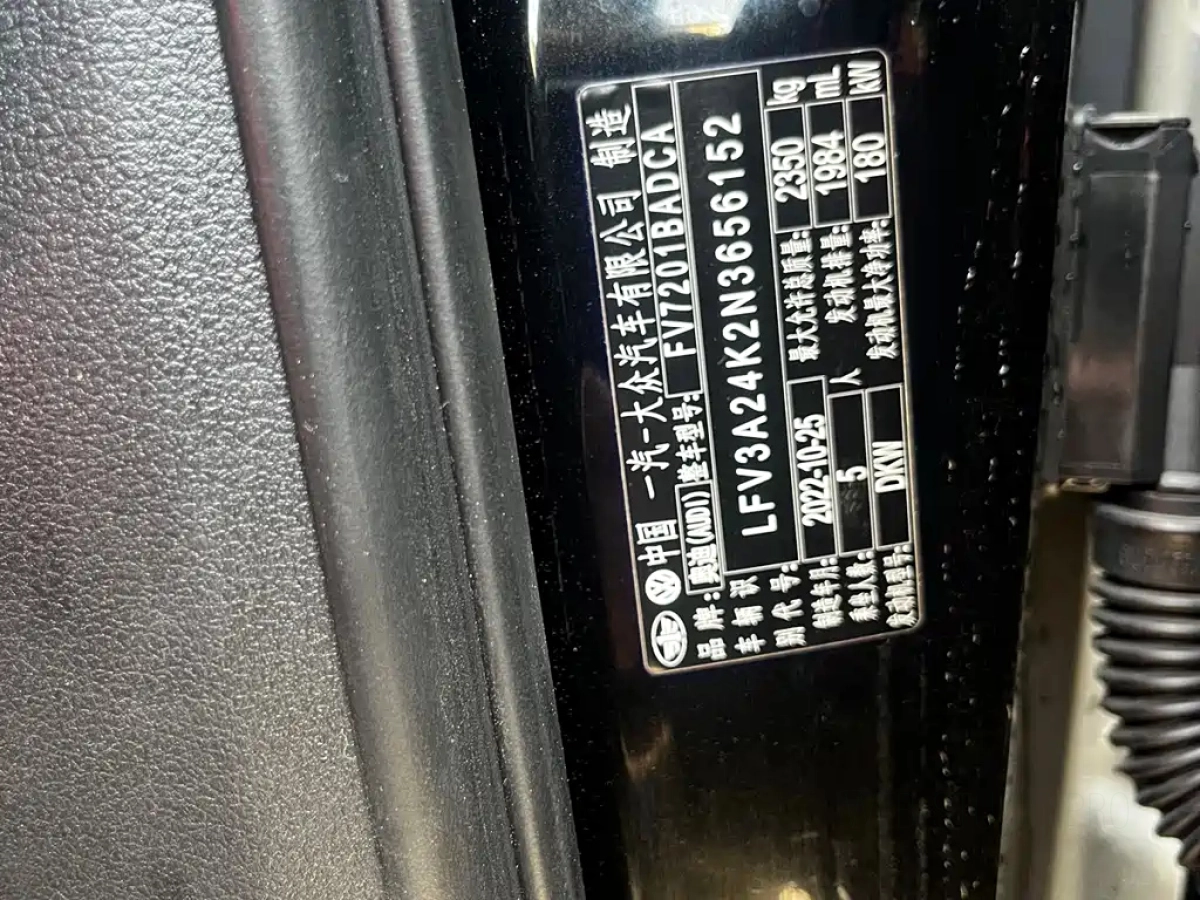 中国 一汽-大众汽车有限公司 制造
品牌: 奥迪(AUDI) 整车型号: FV7201BADCA
车辆识别代号: LFV3A24K2N3656152
制造年月: 2022-10-25 最大允许总质量: 2350 kg
乘坐人数: 5 人 发动机排量: 1984 mL
发动机型号: DKW 发动机最大净功率: 180 kW